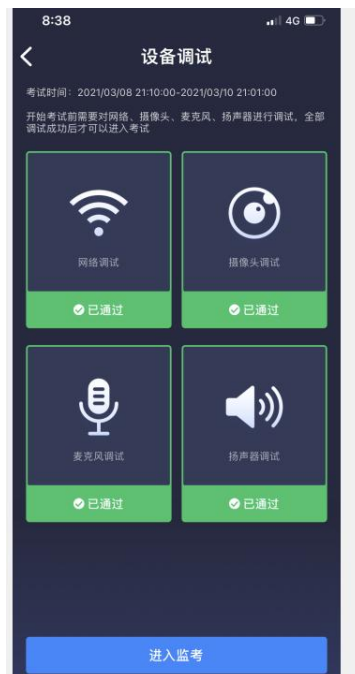 8:38
4G
设备调试
考试时间：2021/03/08 21:10:00-2021/03/10 21:01:00
开始考试前需要对网络、摄像头、麦克风、扬声器进行调试，全部
调试成功后才可以进入考试
网络调试
摄像头调试
已通过
已通过
麦克风调试
扬声器调试
已通过
已通过
进入监考